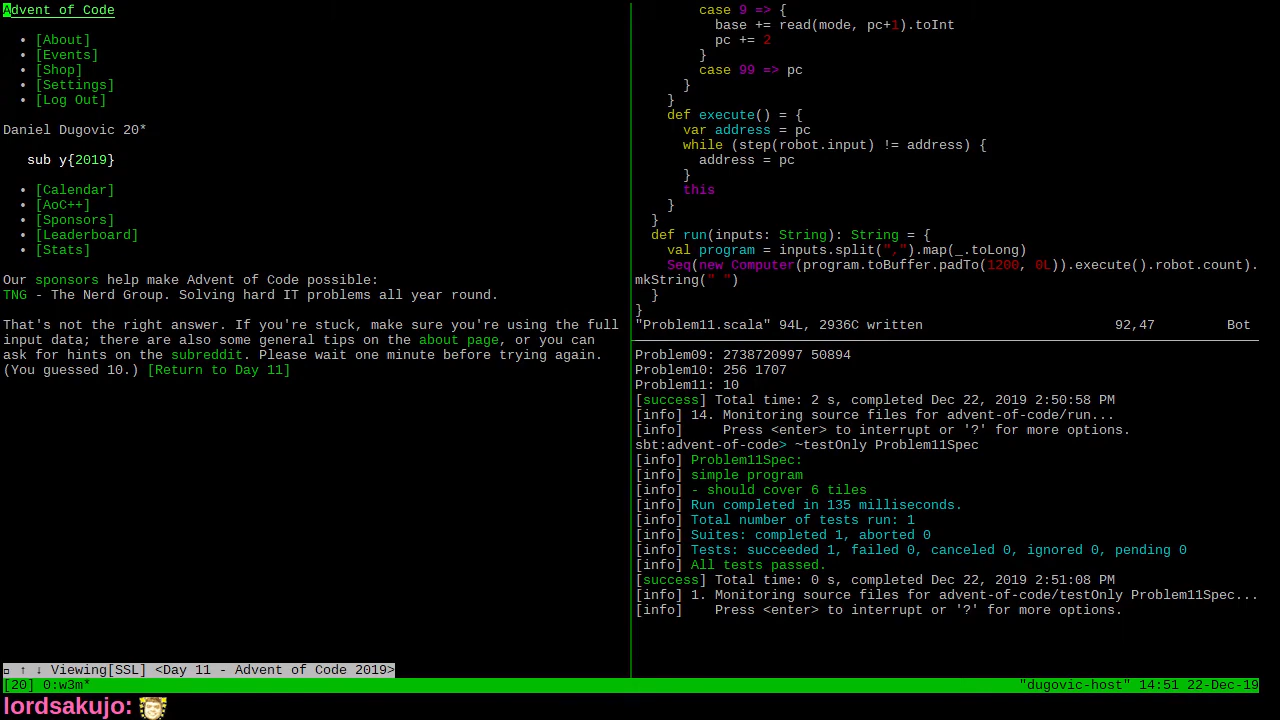 Advent of Code
• [About]
• [Events]
• [Shop]
• [Settings]
• [Log Out]
Daniel Dugovic 20*
sub y{2019}
• [Calendar]
• [AoC++]
• [Sponsors]
• [Leaderboard]
• [Stats]
Our sponsors help make Advent of Code possible:
TNG - The Nerd Group. Solving hard IT problems all year round.
That's not the right answer. If you're stuck, make sure you're using the full
input data; there are also some general tips on the about page, or you can
ask for hints on the subreddit. Please wait one minute before trying again.
(You guessed 10.) [Return to Day 11]
↑ ↓ Viewing[SSL] <Day 11 - Advent of Code 2019>
case 9 => {
base += read(mode, pc+1).toInt
pc += 2
}
case 99 => pc
}
}
def execute() = {
var address = pc
while (step(robot.input) != address) {
address = pc
}
this
}
}
def run(inputs: String): String = {
val program = inputs.split(",").map(_.toLong)
Seq(new Computer(program.toBuffer.padTo(1200, 0L)).execute().robot.count).
mkString(" ")
}
}
"Problem11.scala" 94L, 2936C written 92,47 Bot
Problem09: 2738720997 50894
Problem10: 256 1707
Problem11: 10
[success] Total time: 2 s, completed Dec 22, 2019 2:50:58 PM
[info] 14. Monitoring source files for advent-of-code/run...
[info] Press <enter> to interrupt or '?' for more options.
sbt:advent-of-code> ~testOnly Problem11Spec
[info] Problem11Spec:
[info] simple program
[info] - should cover 6 tiles
[info] Run completed in 135 milliseconds.
[info] Total number of tests run: 1
[info] Suites: completed 1, aborted 0
[info] Tests: succeeded 1, failed 0, canceled 0, ignored 0, pending 0
[info] All tests passed.
[success] Total time: 0 s, completed Dec 22, 2019 2:51:08 PM
[info] 1. Monitoring source files for advent-of-code/testOnly Problem11Spec...
[info] Press <enter> to interrupt or '?' for more options.
[20] 0:w3m* "dugovic-host" 14:51 22-Dec-19
lordsakujo: